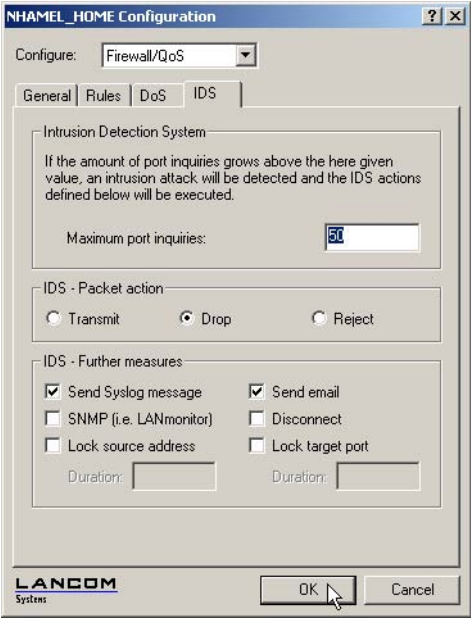 NHAMEL_HOME Configuration
Configure: Firewall/QoS
General Rules DoS IDS
Intrusion Detection System
If the amount of port inquiries grows above the here given
value, an intrusion attack will be detected and the IDS actions
defined below will be executed.
Maximum port inquiries: 50
IDS - Packet action
Transmit Drop Reject
IDS - Further measures
Send Syslog message Send email
SNMP (i.e. LANmonitor) Disconnect
Lock source address Lock target port
Duration: Duration:
LANCOM
Systems
OK Cancel